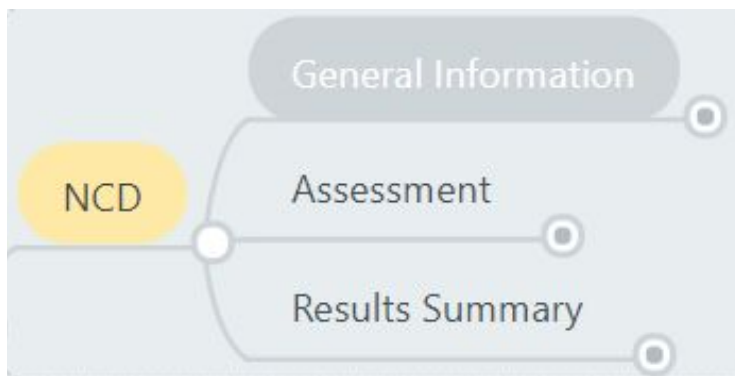 General Information
NCD
Assessment
Results Summary